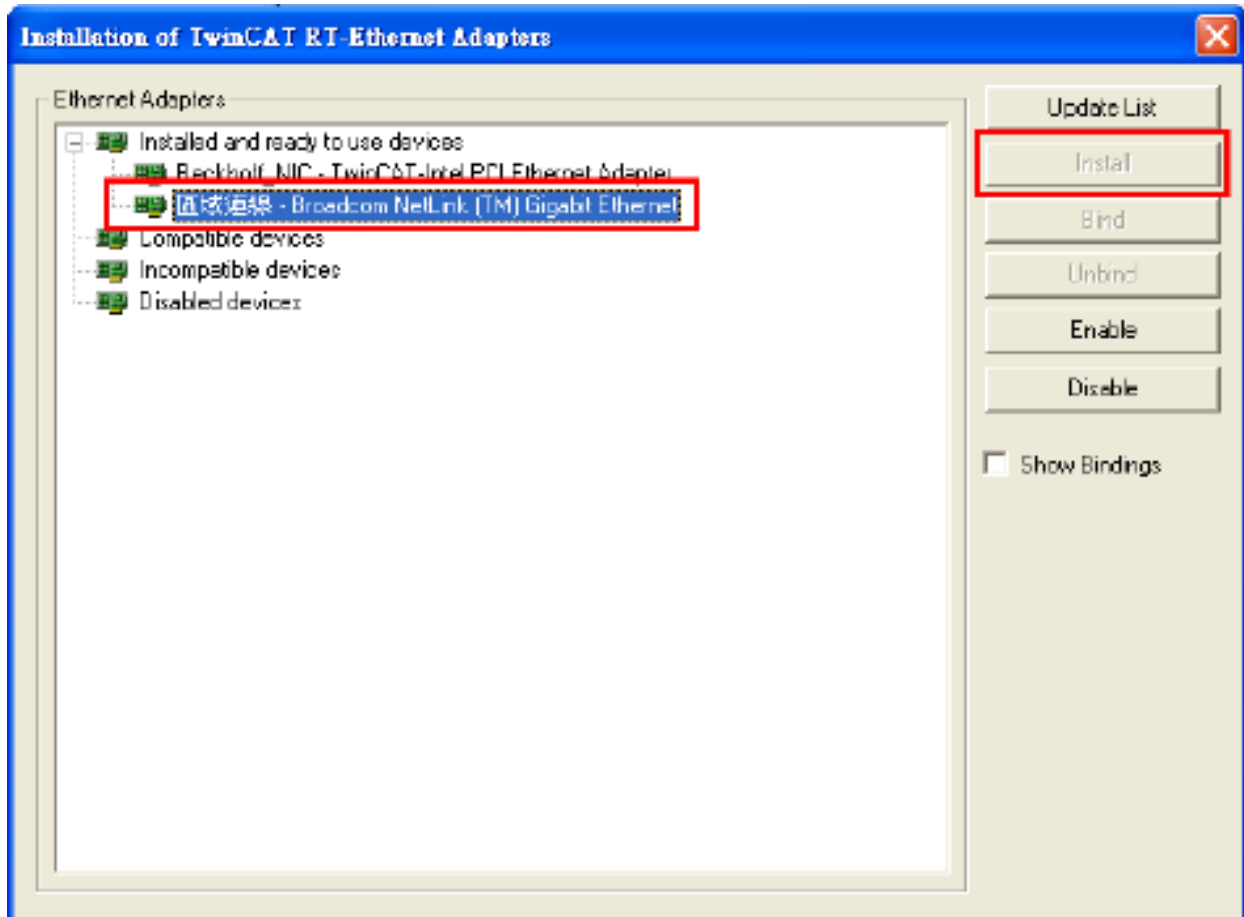 Installation of TwinCAT RT-Ethernet Adapters
Ethernet Adapters
Installed and ready to use devices
Beckhoff_NIC - TwinCAT-Intel PCI Ethernet Adapter
區域連線 - Broadcom NetLink (TM) Gigabit Ethernet
Compatible devices
Incompatible devices
Disabled devices
Update List
Install
Bind
Unbind
Enable
Disable
Show Bindings